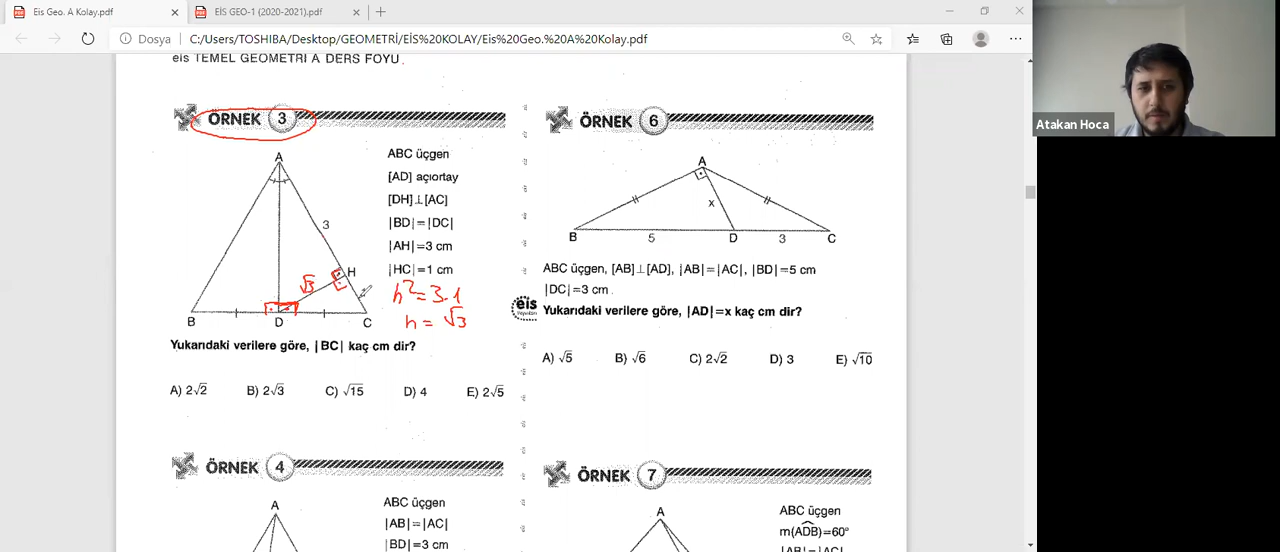 Eis Geo. A Kolay.pdf
EİS GEO-1 (2020-2021).pdf
Dosya
C:/Users/TOSHIBA/Desktop/GEOMETRİ/EİS%20KOLAY/Eis%20Geo.%20A%20Kolay.pdf
eis TEMEL GEOMETRİ A DERS FÖYÜ
ÖRNEK 3
A
3
H
√3
B
D
C
ABC üçgen
[AD] açıortay
[DH]⊥[AC]
|BD|=|DC|
|AH|=3 cm
|HC|=1 cm
h²=3.1
h=√3
Yukarıdaki verilere göre, |BC| kaç cm dir?
A) 2√2 B) 2√3 C) √15 D) 4 E) 2√5
ÖRNEK 4
A
ABC üçgen
|AB|=|AC|
|BD|=3 cm
ÖRNEK 6
A
x
B
5
D
3
C
ABC üçgen, [AB]⊥[AD], |AB|=|AC|, |BD|=5 cm
|DC|=3 cm.
eis
Yukarıdaki verilere göre, |AD|=x kaç cm dir?
A) √5 B) √6 C) 2√2 D) 3 E) √10
ÖRNEK 7
A
ABC üçgen
m(ADB)=60°
|AB|=|AC|
Atakan Hoca